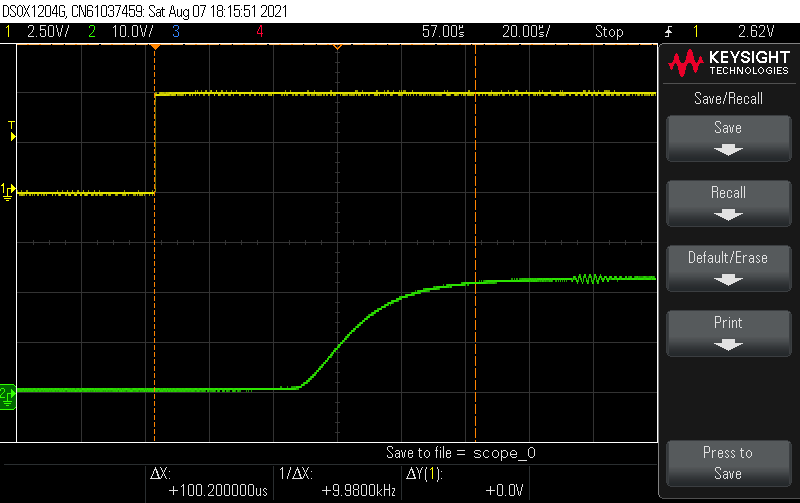 DSOX1204G, CN61037459: Sat Aug 07 18:15:51 2021
1 2.50V/ 2 10.0V/ 3 4 57.00us 20.00us/ Stop 1 2.62V
KEYSIGHT
TECHNOLOGIES
Save/Recall
Save
Recall
Default/Erase
Print
Press to
Save
T
1
2
Save to file = scope_0
ΔX:
+100.200000us
1/ΔX:
+9.9800kHz
ΔY(1):
+0.0V